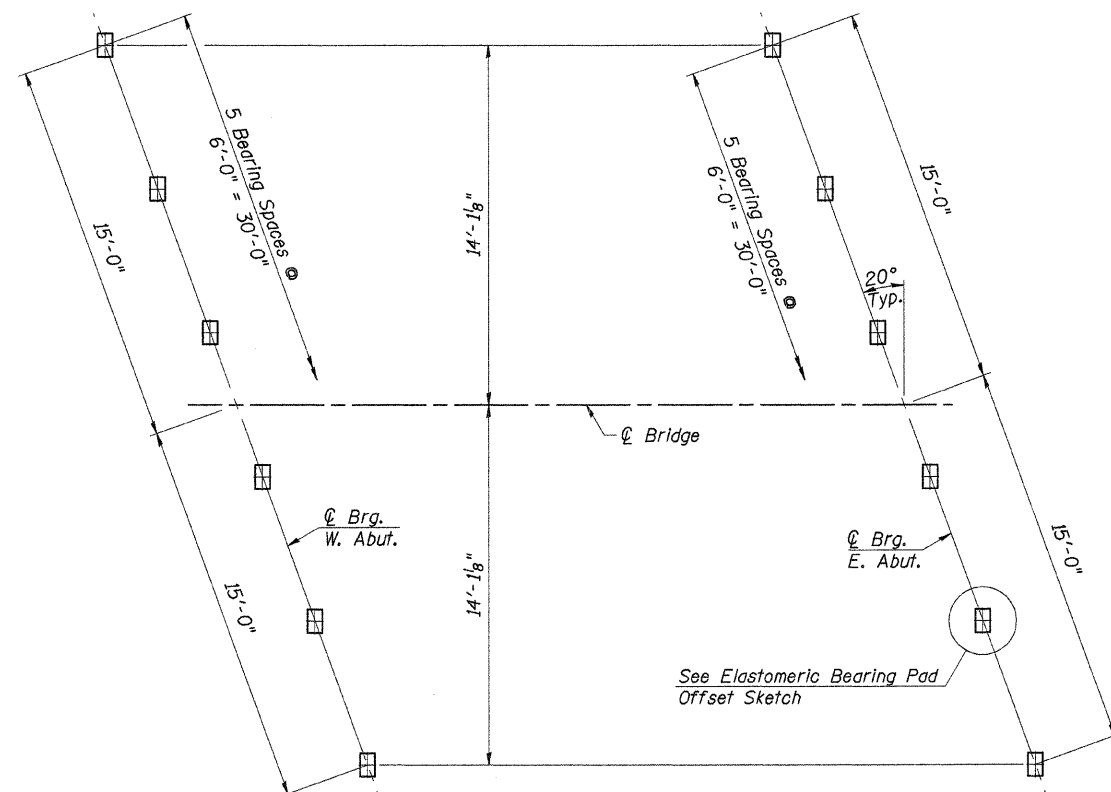 5 Bearing Spaces @
6'-0" = 30'-0"
15'-0"
15'-0"
14'-1⅛"
14'-1⅛"
5 Bearing Spaces @
6'-0" = 30'-0"
15'-0"
20°
Typ.
℄ Bridge
℄ Brg.
W. Abut.
℄ Brg.
E. Abut.
15'-0"
See Elastomeric Bearing Pad
Offset Sketch